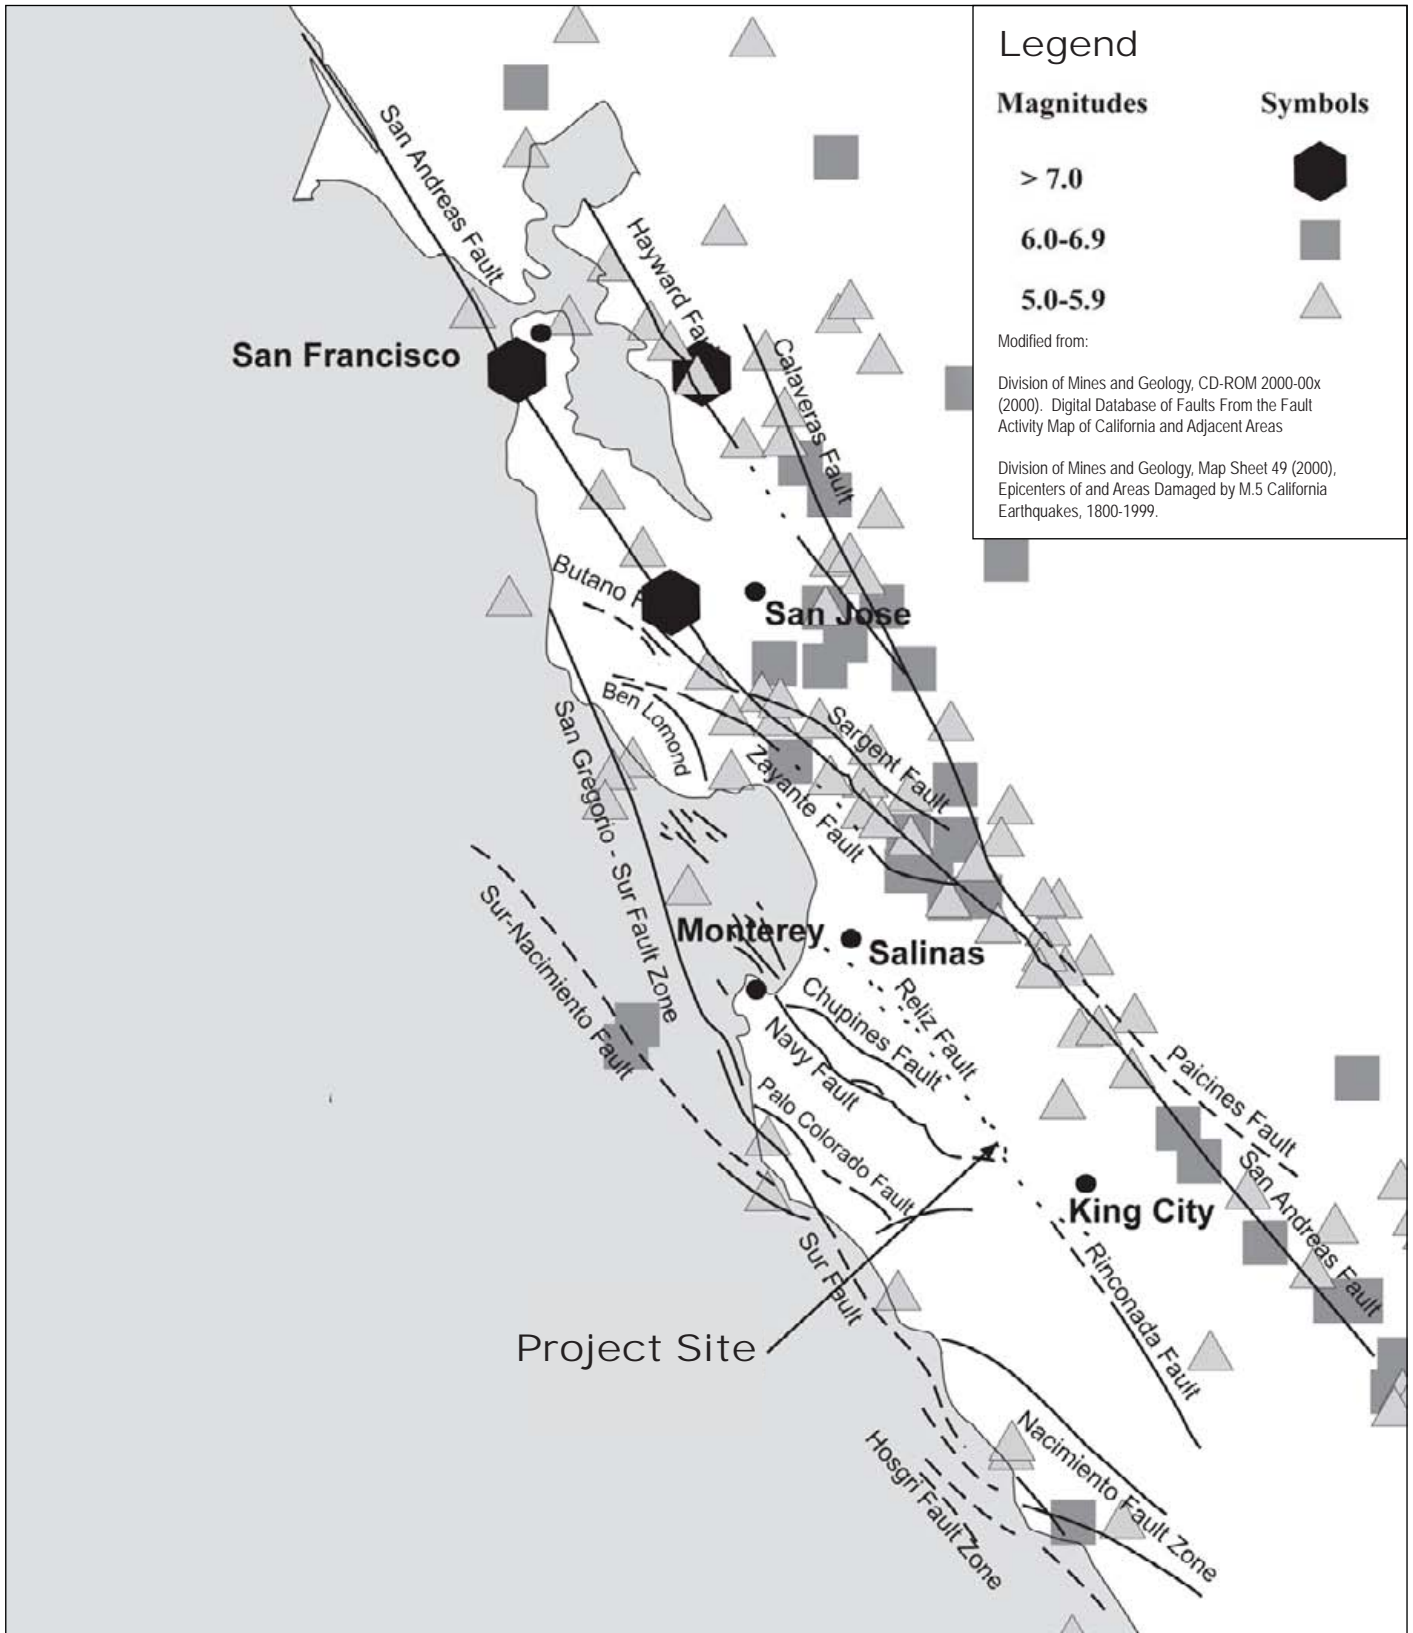 Legend
Magnitudes Symbols
> 7.0
6.0-6.9
5.0-5.9
Modified from:
Division of Mines and Geology, CD-ROM 2000-00x
(2000). Digital Database of Faults From the Fault
Activity Map of California and Adjacent Areas
Division of Mines and Geology, Map Sheet 49 (2000),
Epicenters of and Areas Damaged by M.5 California
Earthquakes, 1800-1999.
San Andreas Fault
Hayward Fault
San Francisco
Calaveras Fault
Butano F
San Jose
Ben Lomond
San Gregorio - Sur Fault Zone
Sargent Fault
Zayante Fault
Sur-Nacimiento Fault
Monterey
Salinas
Reliz Fault
Chupines Fault
Navy Fault
Palo Colorado Fault
Paicines Fault
San Andreas Fault
King City
Sur Fault
Rinconada Fault
Project Site
Nacimiento Fault Zone
Hosgri Fault Zone